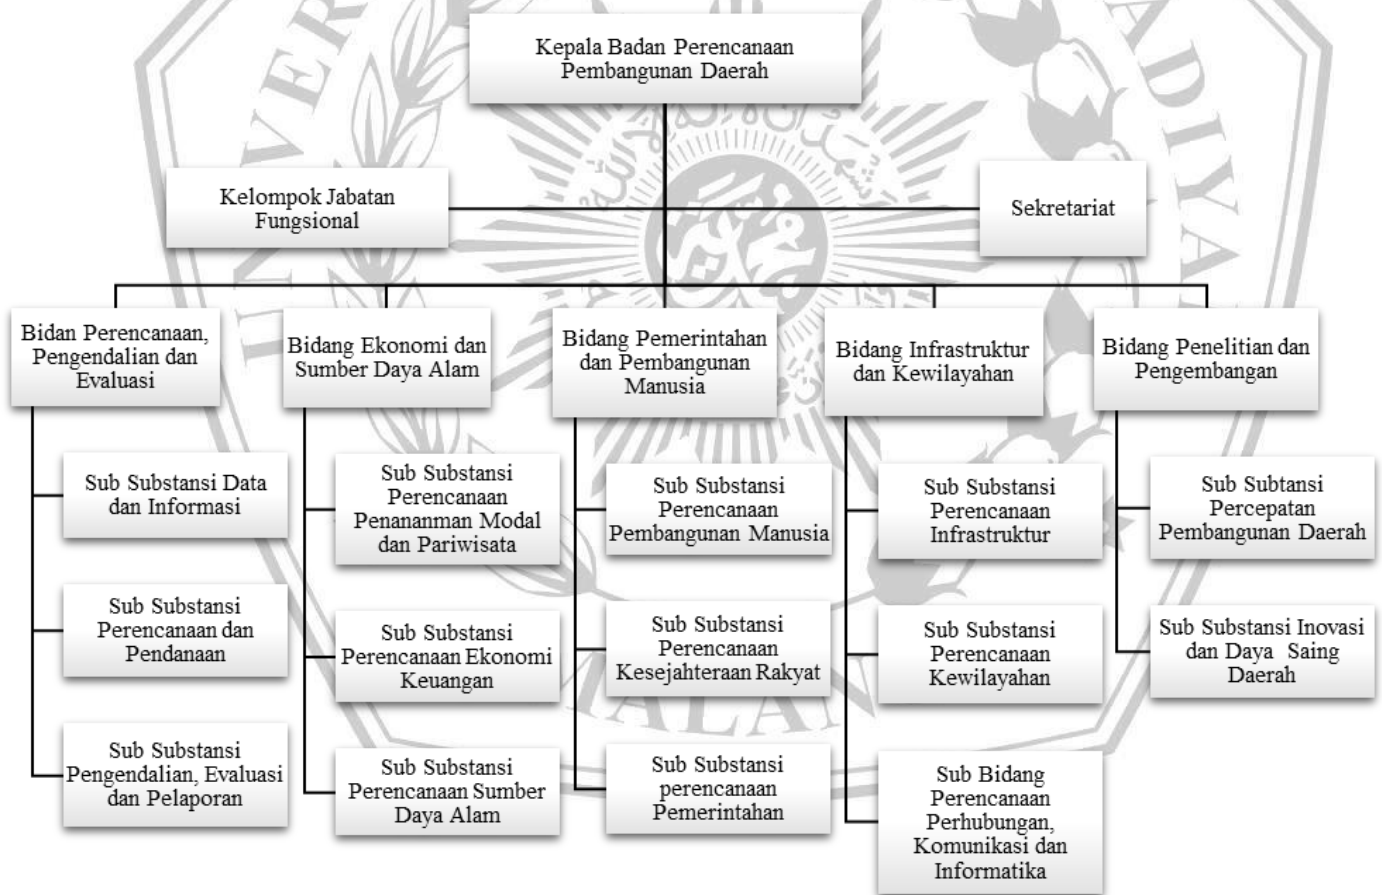 Kepala Badan Perencanaan
Pembangunan Daerah
Kelompok Jabatan
Fungsional
Sekretariat
Bidan Perencanaan,
Pengendalian dan
Evaluasi
Bidang Ekonomi dan
Sumber Daya Alam
Bidang Pemerintahan
dan Pembangunan
Manusia
Bidang Infrastruktur
dan Kewilayahan
Bidang Penelitian dan
Pengembangan
Sub Substansi Data
dan Informasi
Sub Substansi
Perencanaan dan
Pendanaan
Sub Substansi
Pengendalian, Evaluasi
dan Pelaporan
Sub Substansi
Perencanaan
Penananman Modal
dan Pariwisata
Sub Substansi
Perencanaan Ekonomi
Keuangan
Sub Substansi
Perencanaan Sumber
Daya Alam
Sub Substansi
Perencanaan
Pembangunan Manusia
Sub Substansi
Perencanaan
Kesejahteraan Rakyat
Sub Substansi
perencanaan
Pemerintahan
Sub Substansi
Perencanaan
Infrastruktur
Sub Substansi
Perencanaan
Kewilayahan
Sub Bidang
Perencanaan
Perhubungan,
Komunikasi dan
Informatika
Sub Subtansi
Percepatan
Pembangunan Daerah
Sub Substansi Inovasi
dan Daya Saing
Daerah
MALAN